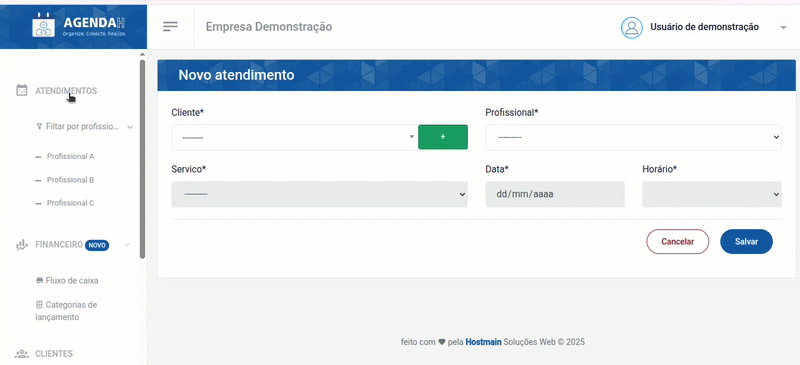 AGENDAH
Organize. Conecte. Realize.
Empresa Demonstração
Usuário de demonstração
ATENDIMENTOS
Filtar por profissio...
Profissional A
Profissional B
Profissional C
FINANCEIRO NOVO
Fluxo de caixa
Categorias de
lançamento
CLIENTES
Novo atendimento
Cliente*
Profissional*
---------
+
---------
Servico*
Data*
Horário*
---------
dd/mm/aaaa
Cancelar
Salvar
feito com pela Hostmain Soluções Web © 2025